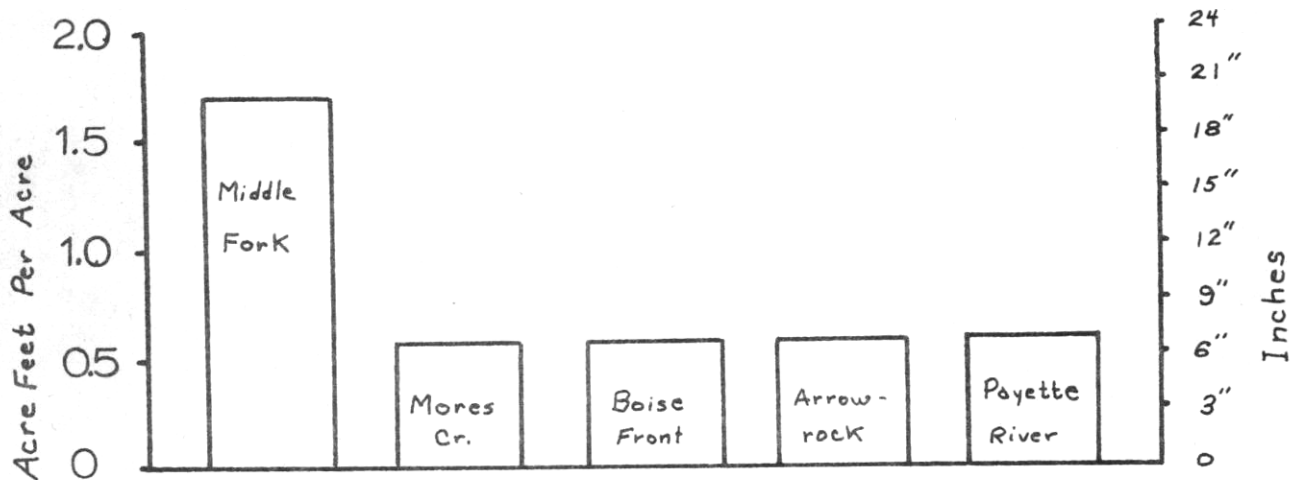 2.0
1.5
1.0
0.5
0
Acre Feet Per Acre
Middle
Fork
Mores
Cr.
Boise
Front
Arrow-
rock
Payette
River
24
21"
18"
15"
12"
9"
6"
3"
0
Inches